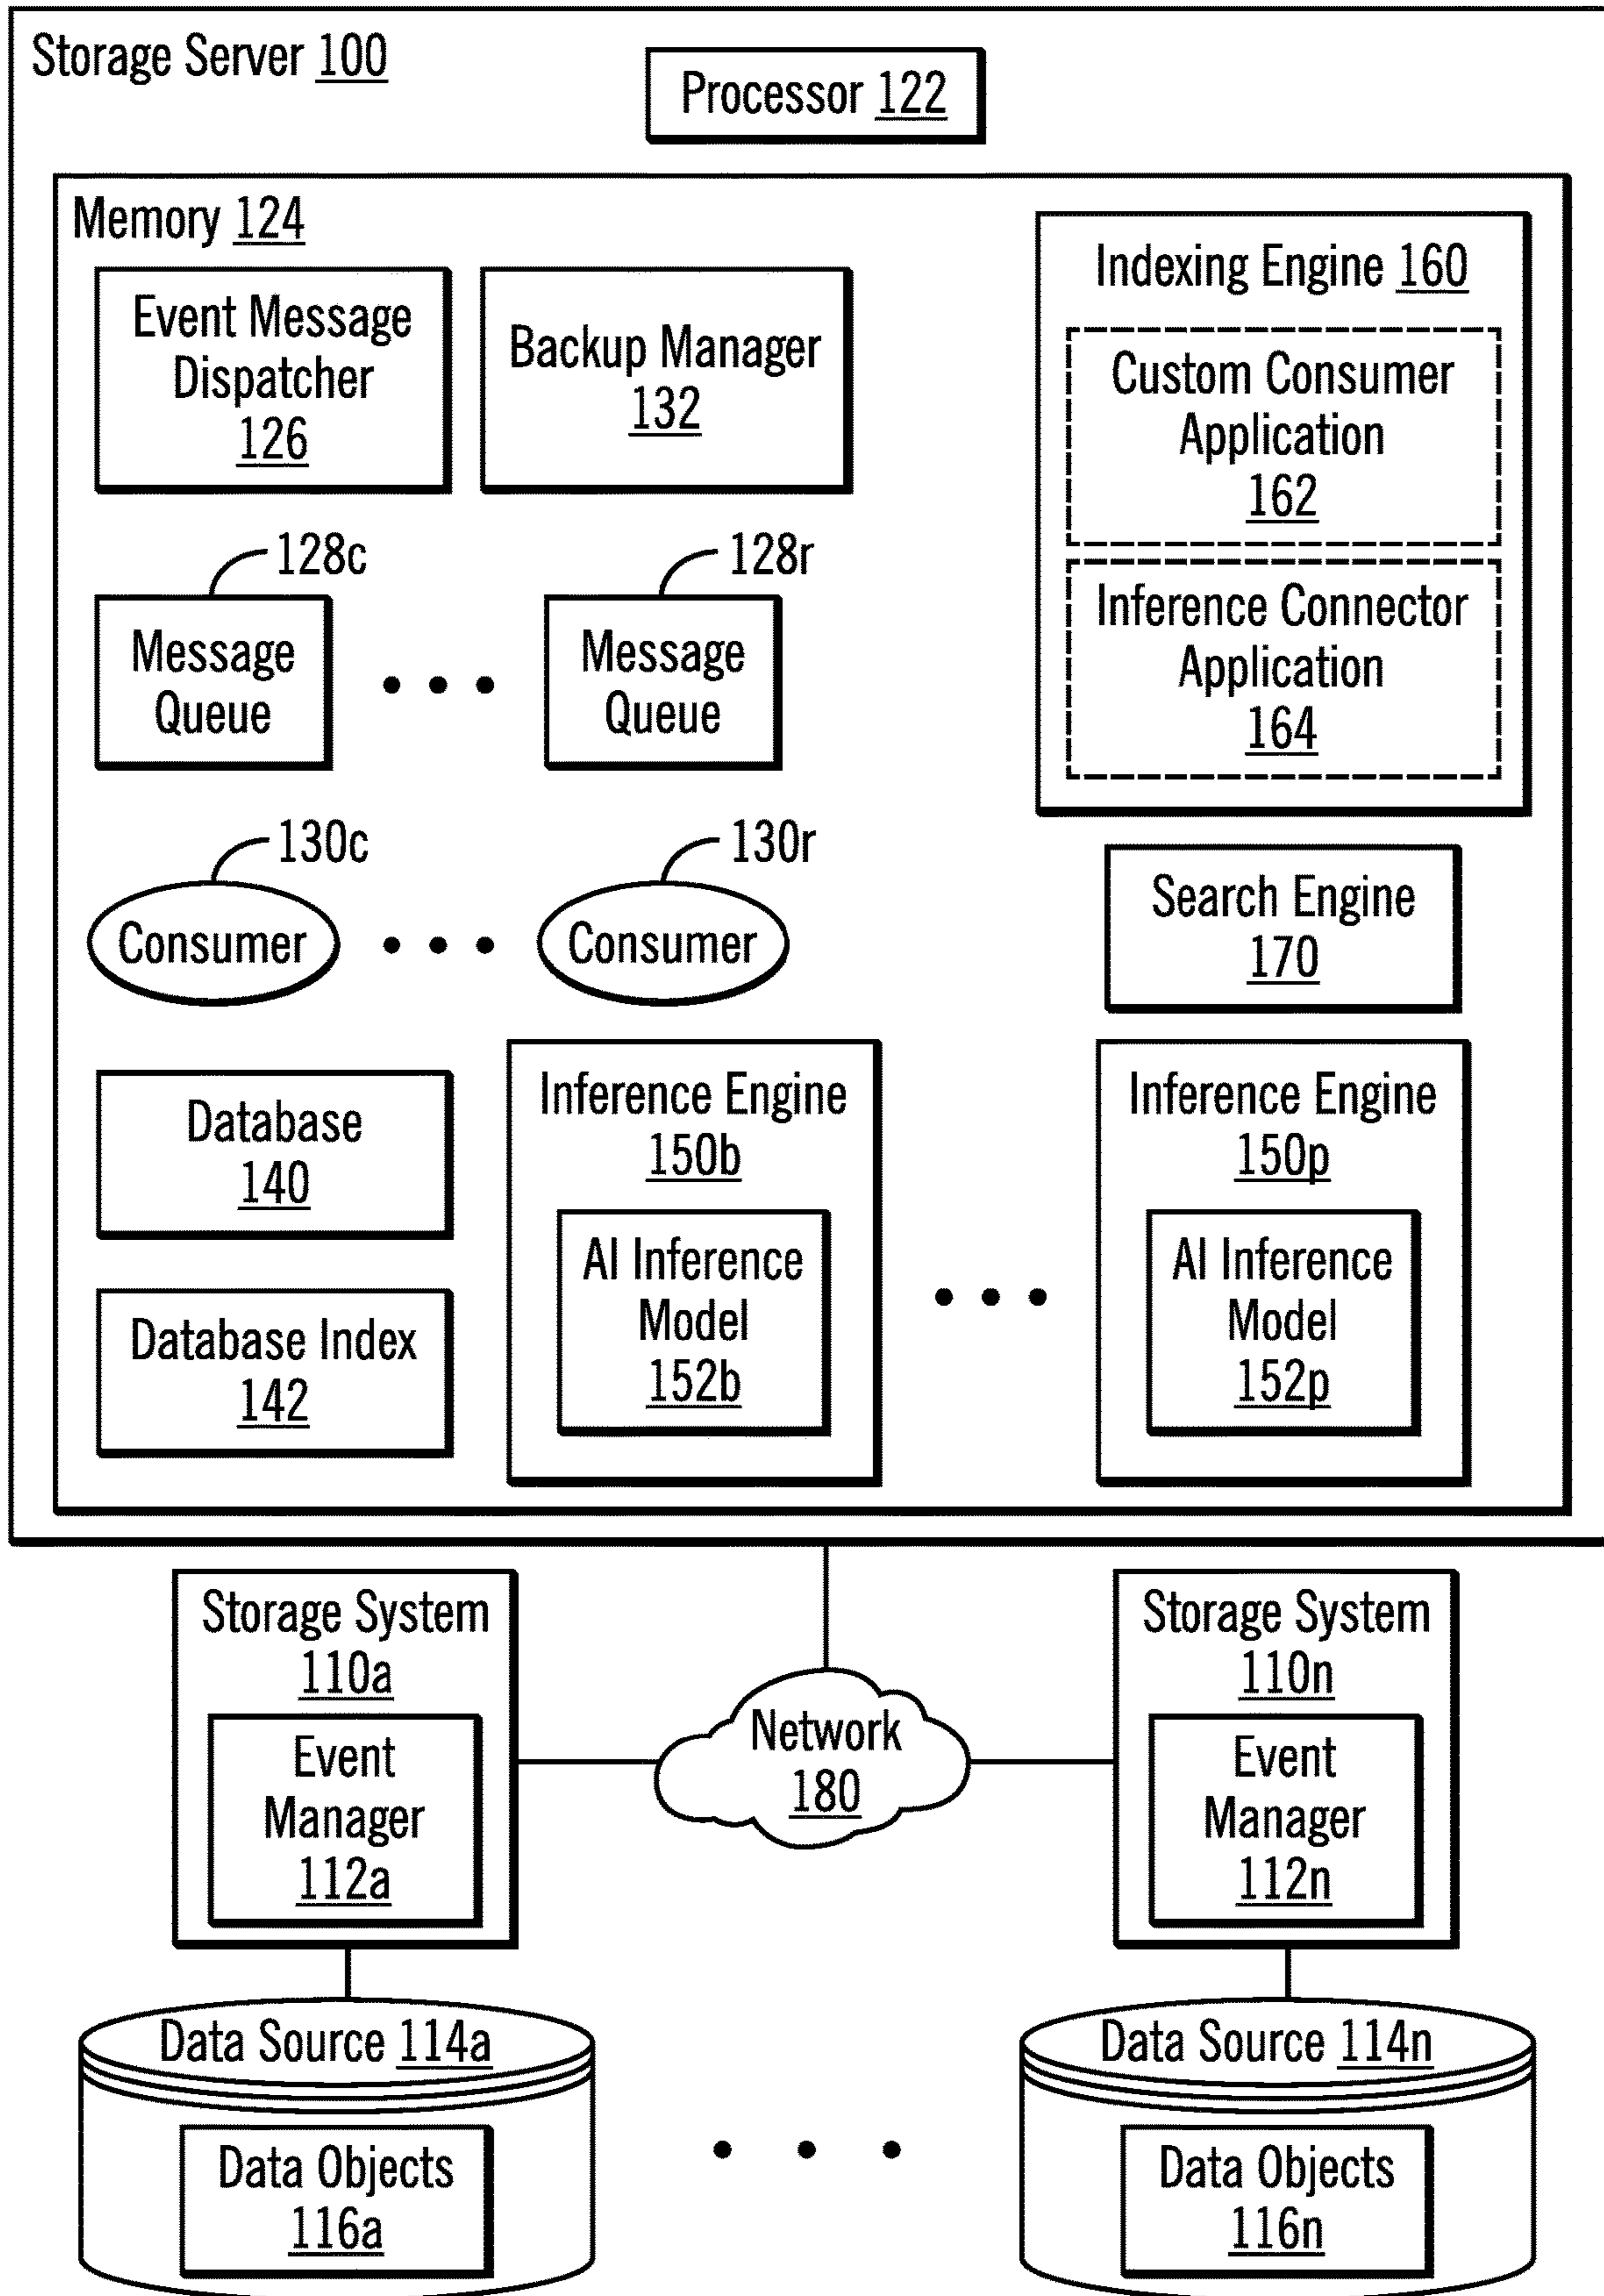 Storage Server 100
Processor 122
Memory 124
Event Message
Dispatcher
126
Backup Manager
132
Indexing Engine 160
Custom Consumer
Application
162
Inference Connector
Application
164
128c
Message
Queue
128r
Message
Queue
130c
Consumer
130r
Consumer
Search Engine
170
Database
140
Database Index
142
Inference Engine
150b
AI Inference
Model
152b
Inference Engine
150p
AI Inference
Model
152p
Storage System
110a
Event
Manager
112a
Network
180
Storage System
110n
Event
Manager
112n
Data Source 114a
Data Objects
116a
Data Source 114n
Data Objects
116n